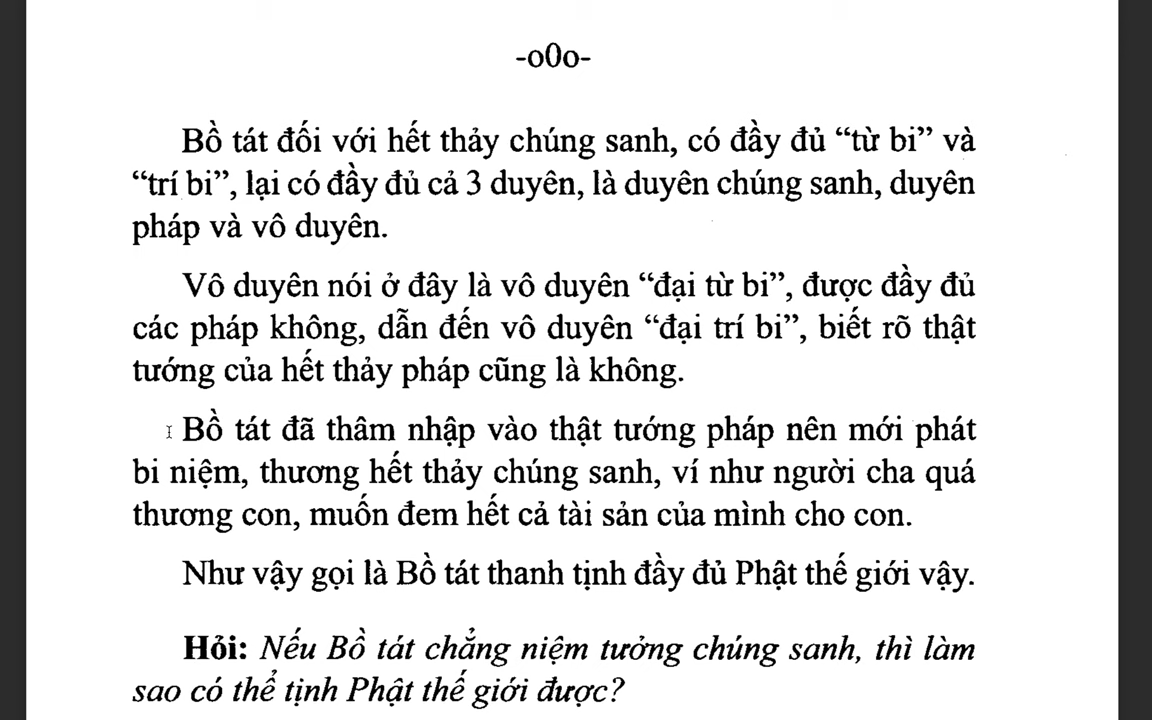 -o0o-
Bồ tát đối với hết thảy chúng sanh, có đầy đủ “từ bi” và
“trí bi”, lại có đầy đủ cả 3 duyên, là duyên chúng sanh, duyên
pháp và vô duyên.
Vô duyên nói ở đây là vô duyên “đại từ bi”, được đầy đủ
các pháp không, dẫn đến vô duyên “đại trí bi”, biết rõ thật
tướng của hết thảy pháp cũng là không.
Bồ tát đã thâm nhập vào thật tướng pháp nên mới phát
bi niệm, thương hết thảy chúng sanh, ví như người cha quá
thương con, muốn đem hết cả tài sản của mình cho con.
Như vậy gọi là Bồ tát thanh tịnh đầy đủ Phật thế giới vậy.
Hỏi: Nếu Bồ tát chẳng niệm tưởng chúng sanh, thì làm
sao có thể tịnh Phật thế giới được?